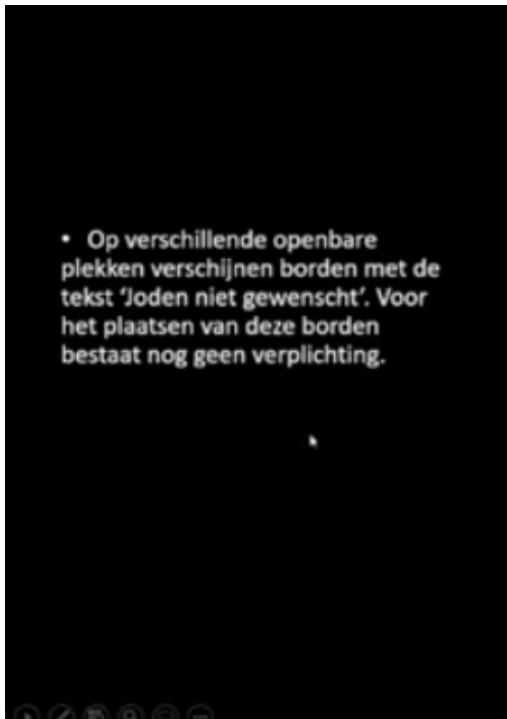 • Op verschillende openbare
plekken verschijnen borden met de
tekst ‘Joden niet gewenscht’. Voor
het plaatsen van deze borden
bestaat nog geen verplichting.